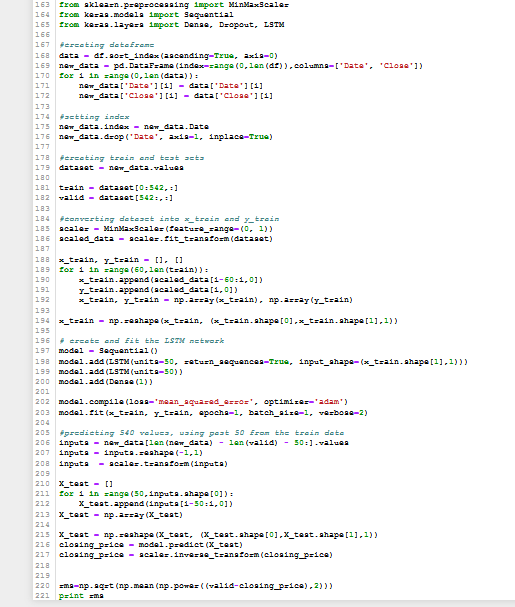 163 from sklearn.preprocessing import MinMaxScaler
164 from keras.models import Sequential
165 from keras.layers import Dense, Dropout, LSTM
166
167 #creating dataframe
168 data = df.sort_index(ascending=True, axis=0)
169 new_data = pd.DataFrame(index=range(0,len(df)),columns=['Date', 'Close'])
170 for i in range(0,len(data)):
171     new_data['Date'][i] = data['Date'][i]
172     new_data['Close'][i] = data['Close'][i]
173
174 #setting index
175 new_data.index = new_data.Date
176 new_data.drop('Date', axis=1, inplace=True)
177
178 #creating train and test sets
179 dataset = new_data.values
180
181 train = dataset[0:542,:]
182 valid = dataset[542:,:]
183
184 #converting dataset into x_train and y_train
185 scaler = MinMaxScaler(feature_range=(0, 1))
186 scaled_data = scaler.fit_transform(dataset)
187
188 x_train, y_train = [], []
189 for i in range(60,len(train)):
190     x_train.append(scaled_data[i-60:i,0])
191     y_train.append(scaled_data[i,0])
192     x_train, y_train = np.array(x_train), np.array(y_train)
193
194 x_train = np.reshape(x_train, (x_train.shape[0],x_train.shape[1],1))
195
196 # create and fit the LSTM network
197 model = Sequential()
198 model.add(LSTM(units=50, return_sequences=True, input_shape=(x_train.shape[1],1)))
199 model.add(LSTM(units=50))
200 model.add(Dense(1))
201
202 model.compile(loss='mean_squared_error', optimizer='adam')
203 model.fit(x_train, y_train, epochs=1, batch_size=1, verbose=2)
204
205 #predicting 540 values, using past 50 from the train data
206 inputs = new_data[len(new_data) - len(valid) - 50:].values
207 inputs = inputs.reshape(-1,1)
208 inputs  = scaler.transform(inputs)
209
210 X_test = []
211 for i in range(50,inputs.shape[0]):
212     X_test.append(inputs[i-50:i,0])
213 X_test = np.array(X_test)
214
215 X_test = np.reshape(X_test, (X_test.shape[0],X_test.shape[1],1))
216 closing_price = model.predict(X_test)
217 closing_price = scaler.inverse_transform(closing_price)
218
219
220 rms=np.sqrt(np.mean(np.power((valid-closing_price),2)))
221 print rms